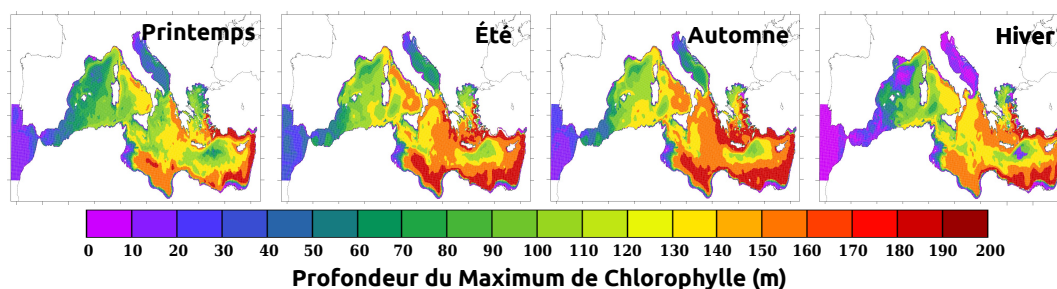 Printemps
Été
Automne
Hiver
0 10 20 30 40 50 60 70 80 90 100 110 120 130 140 150 160 170 180 190 200
Profondeur du Maximum de Chlorophylle (m)